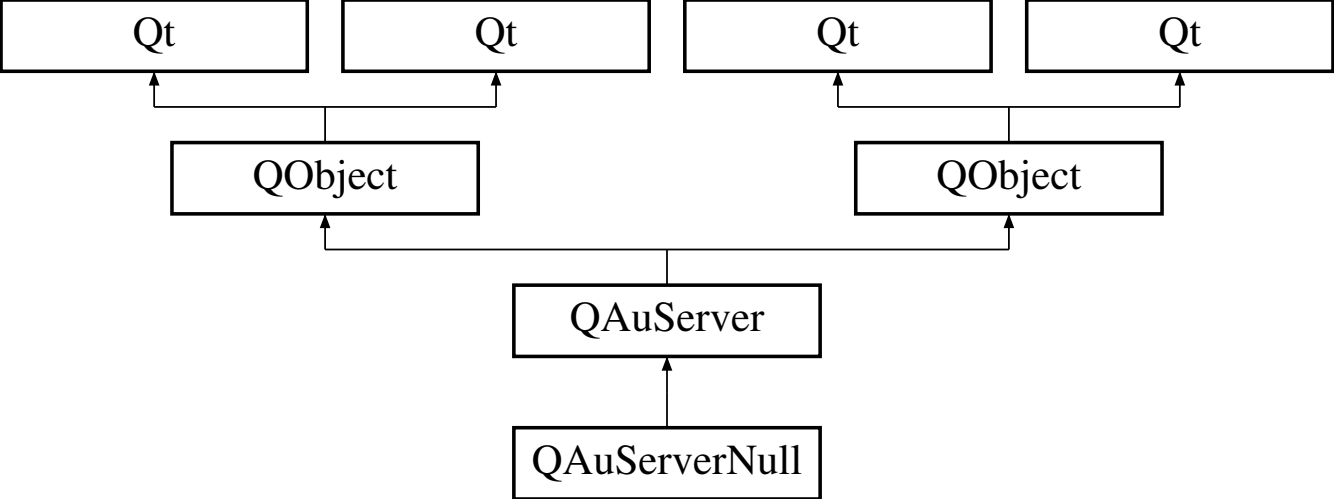 Qt
Qt
Qt
Qt
QObject
QObject
QAuServer
QAuServerNull